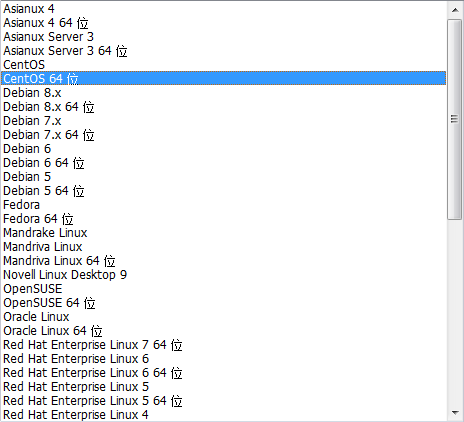 Asianux 4
Asianux 4 64 位
Asianux Server 3
Asianux Server 3 64 位
CentOS
CentOS 64 位
Debian 8.x
Debian 8.x 64 位
Debian 7.x
Debian 7.x 64 位
Debian 6
Debian 6 64 位
Debian 5
Debian 5 64 位
Fedora
Fedora 64 位
Mandrake Linux
Mandriva Linux
Mandriva Linux 64 位
Novell Linux Desktop 9
OpenSUSE
OpenSUSE 64 位
Oracle Linux
Oracle Linux 64 位
Red Hat Enterprise Linux 7 64 位
Red Hat Enterprise Linux 6
Red Hat Enterprise Linux 6 64 位
Red Hat Enterprise Linux 5
Red Hat Enterprise Linux 5 64 位
Red Hat Enterprise Linux 4